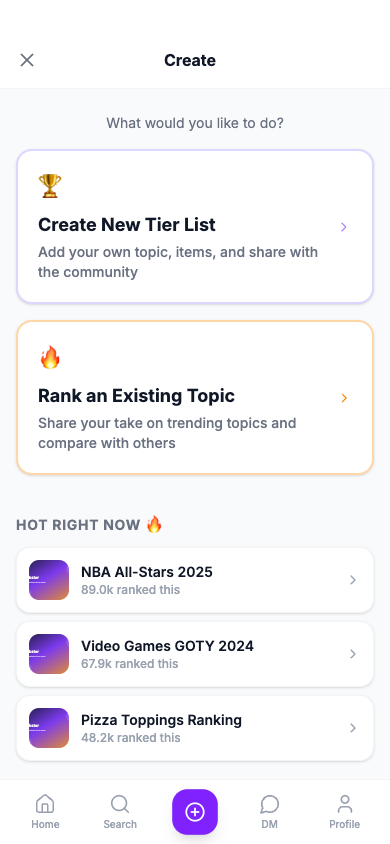 Create
What would you like to do?
Create New Tier List
Add your own topic, items, and share with
the community
Rank an Existing Topic
Share your take on trending topics and
compare with others
HOT RIGHT NOW 🔥
NBA All-Stars 2025
89.0k ranked this
Video Games GOTY 2024
67.9k ranked this
Pizza Toppings Ranking
48.2k ranked this
Home
Search
DM
Profile